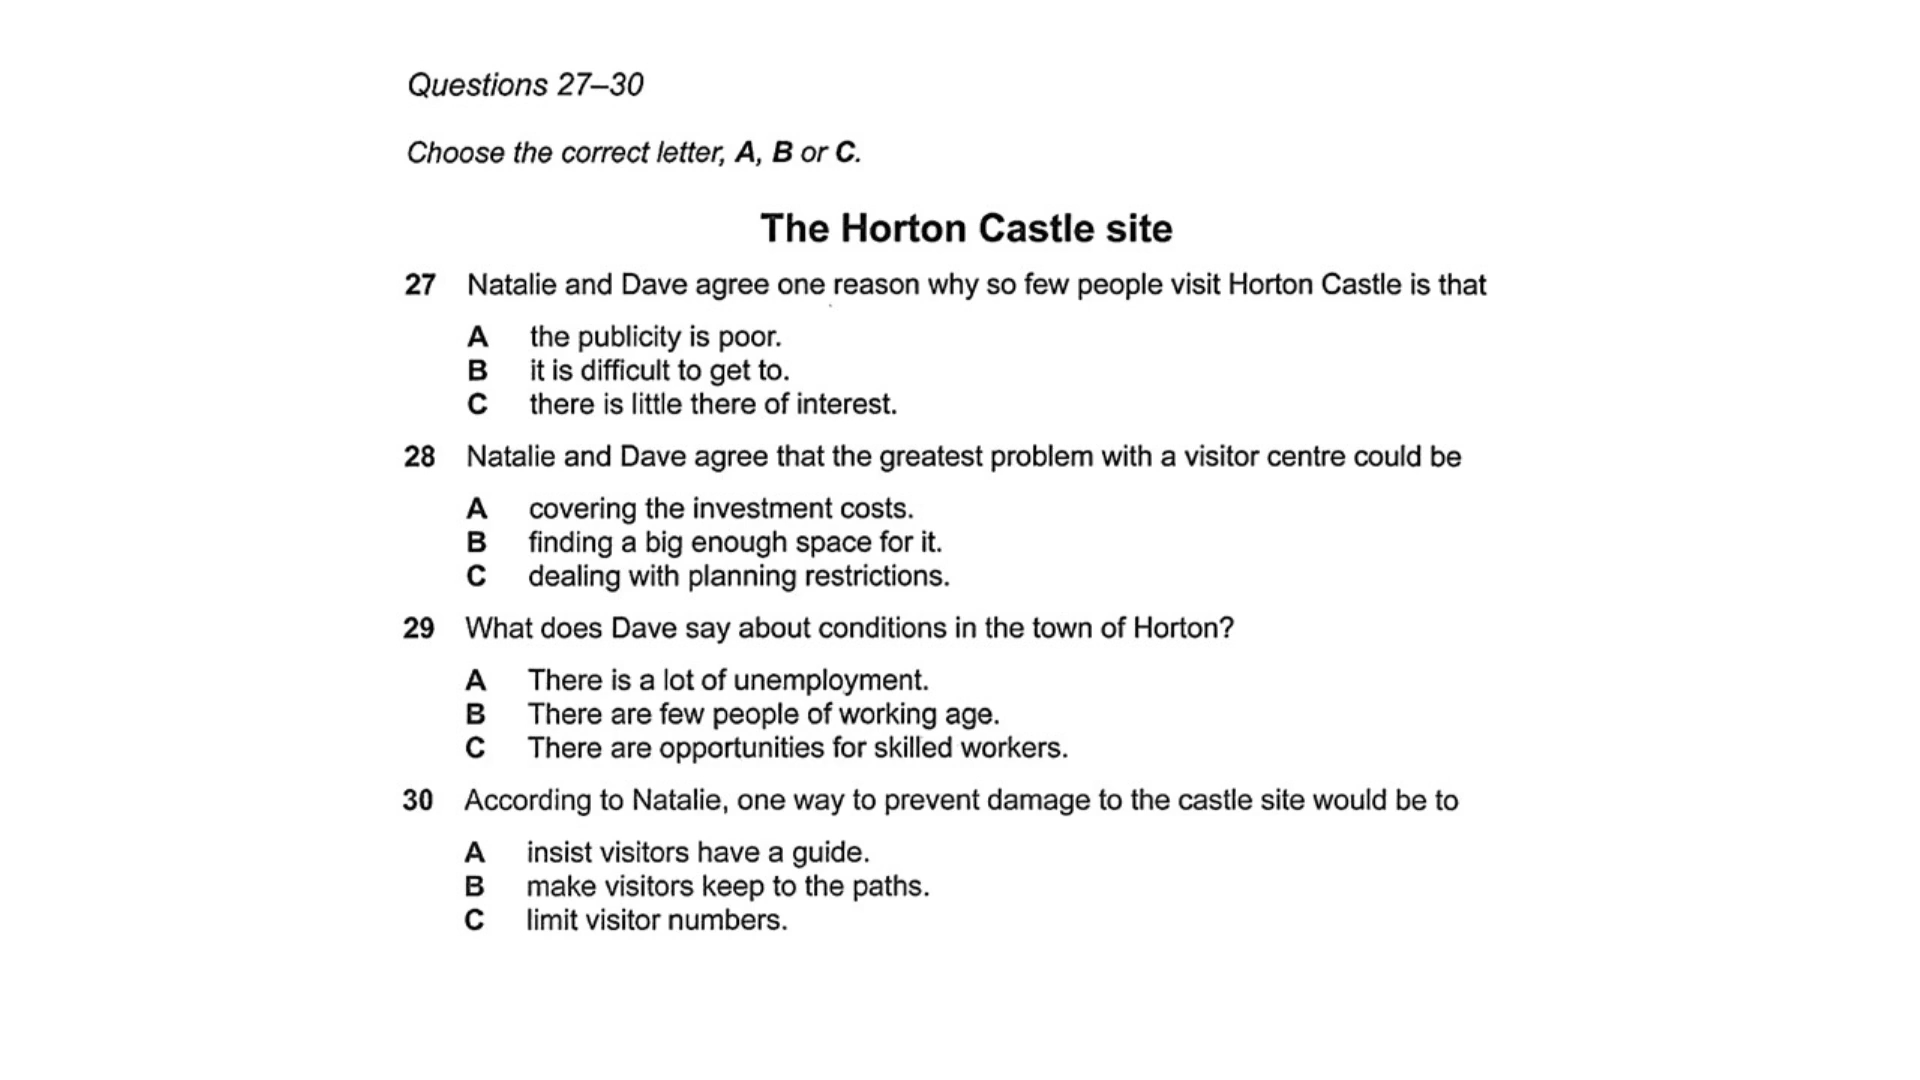 Questions 27–30
Choose the correct letter, A, B or C.
The Horton Castle site
27 Natalie and Dave agree one reason why so few people visit Horton Castle is that
A the publicity is poor.
B it is difficult to get to.
C there is little there of interest.
28 Natalie and Dave agree that the greatest problem with a visitor centre could be
A covering the investment costs.
B finding a big enough space for it.
C dealing with planning restrictions.
29 What does Dave say about conditions in the town of Horton?
A There is a lot of unemployment.
B There are few people of working age.
C There are opportunities for skilled workers.
30 According to Natalie, one way to prevent damage to the castle site would be to
A insist visitors have a guide.
B make visitors keep to the paths.
C limit visitor numbers.